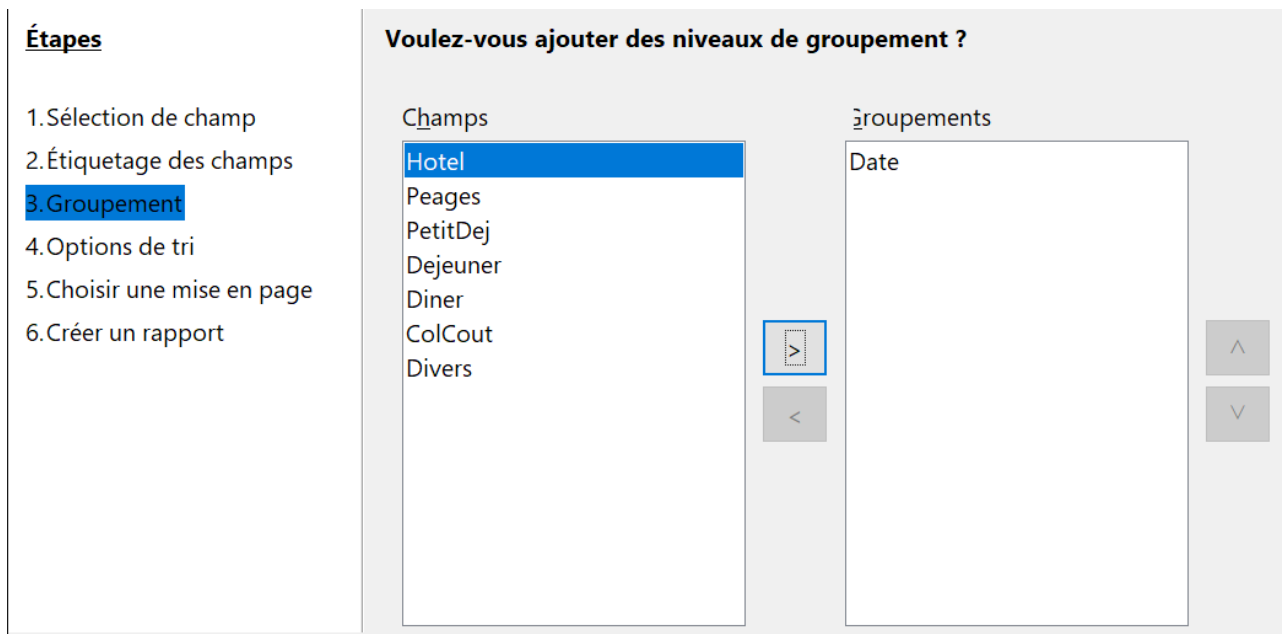 Étapes
1.Sélection de champ
2.Étiquetage des champs
3.Groupement
4.Options de tri
5.Choisir une mise en page
6.Créer un rapport
Voulez-vous ajouter des niveaux de groupement ?
Champs
Hotel
Peages
PetitDej
Dejeuner
Diner
ColCout
Divers
>
<
Groupements
Date